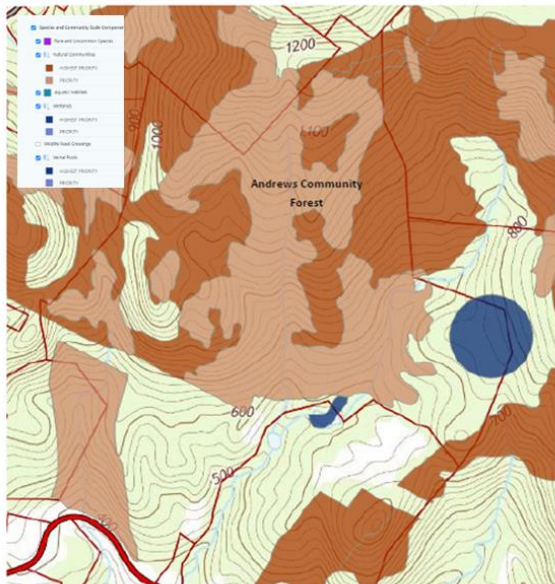 Species and Community Scale Component
Rare and Uncommon Species
Natural Communities
HIGHEST PRIORITY
PRIORITY
Aquatic Habitats
Wetlands
HIGHEST PRIORITY
PRIORITY
Wildlife Road Crossings
Vernal Pools
HIGHEST PRIORITY
PRIORITY
1200
900
1000
1100
Andrews Community
Forest
880
600
700
500